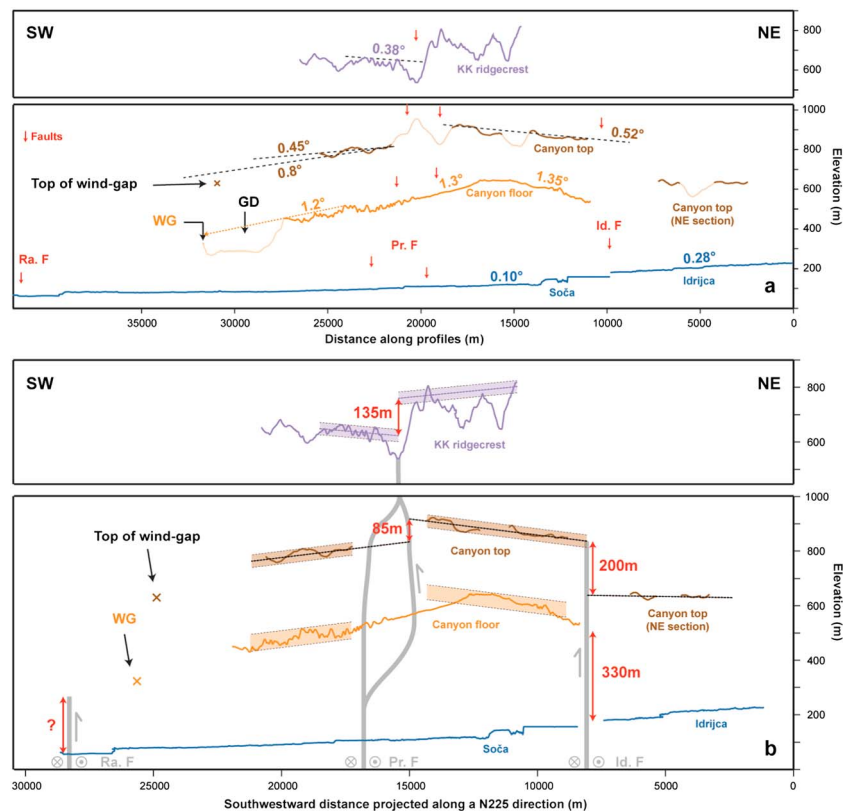 SW
NE
800
600
0.38°
KK ridgecrest
1000
800
600
400
200
Elevation (m)
Faults
0.45°
0.8°
0.52°
Canyon top
Top of wind-gap
1.2°
1.3°
Canyon floor
1.35°
Canyon top
(NE section)
WG
GD
Ra. F
Pr. F
Id. F
0.10°
Soča
0.28°
Idrijca
a
35000
30000
25000
20000
15000
10000
5000
0
Distance along profiles (m)
SW
NE
800
600
135m
KK ridgecrest
1000
800
600
400
200
Elevation (m)
Top of wind-gap
85m
Canyon top
200m
Canyon top
(NE section)
WG
Canyon floor
330m
?
Soča
Idrijca
Ra. F
Pr. F
Id. F
b
30000
25000
20000
15000
10000
5000
0
Southwestward distance projected along a N225 direction (m)